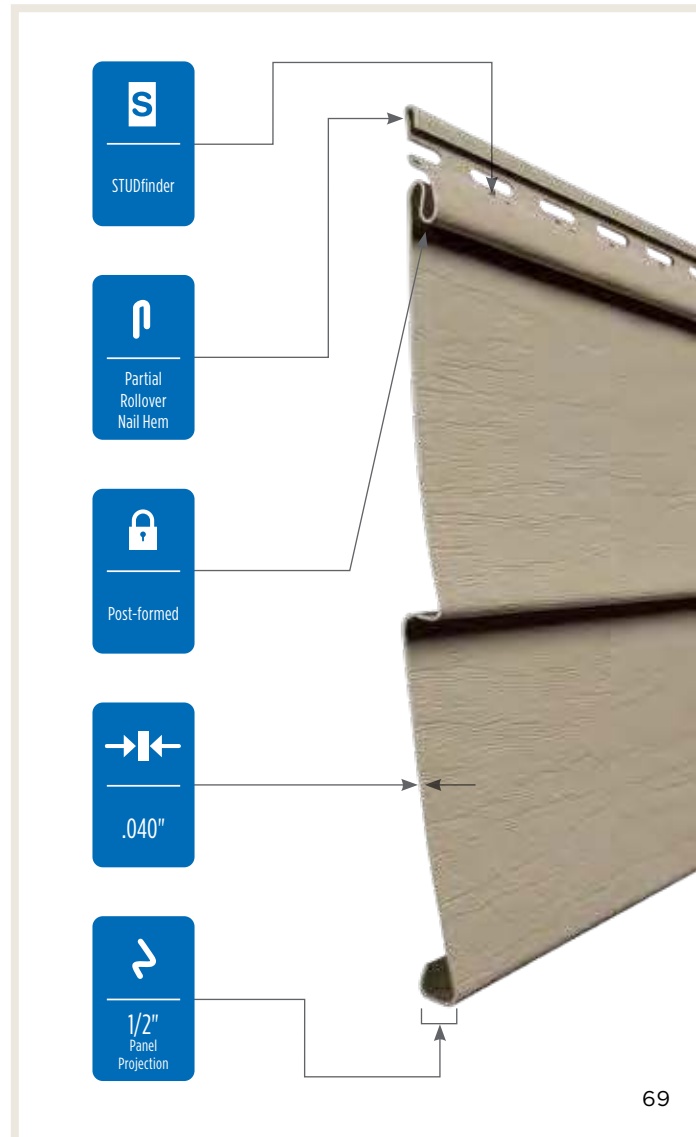 S
STUDfinder
Partial
Rollover
Nail Hem
Post-formed
.040"
1/2"
Panel
Projection
69